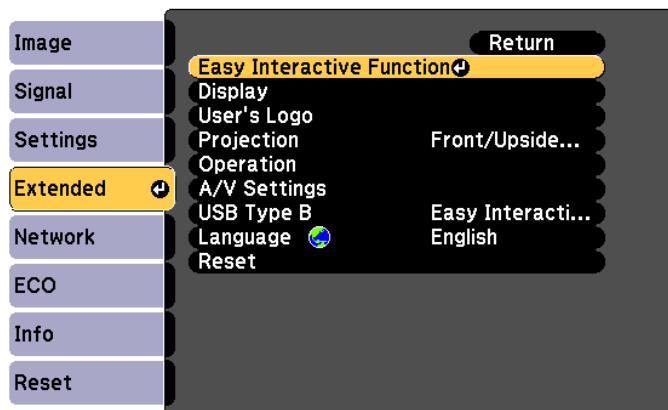 Image
Signal
Settings
Extended
Network
ECO
Info
Reset
Return
Easy Interactive Function
Display
User's Logo
Projection Front/Upside...
Operation
A/V Settings
USB Type B Easy Interacti...
Language English
Reset